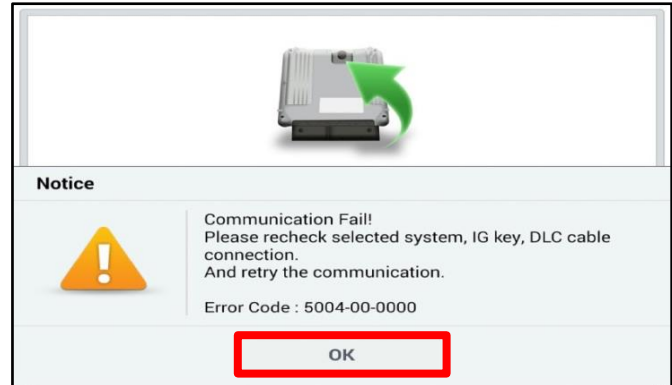 Notice
Communication Fail!
Please recheck selected system, IG key, DLC cable
connection.
And retry the communication.
Error Code : 5004-00-0000
OK